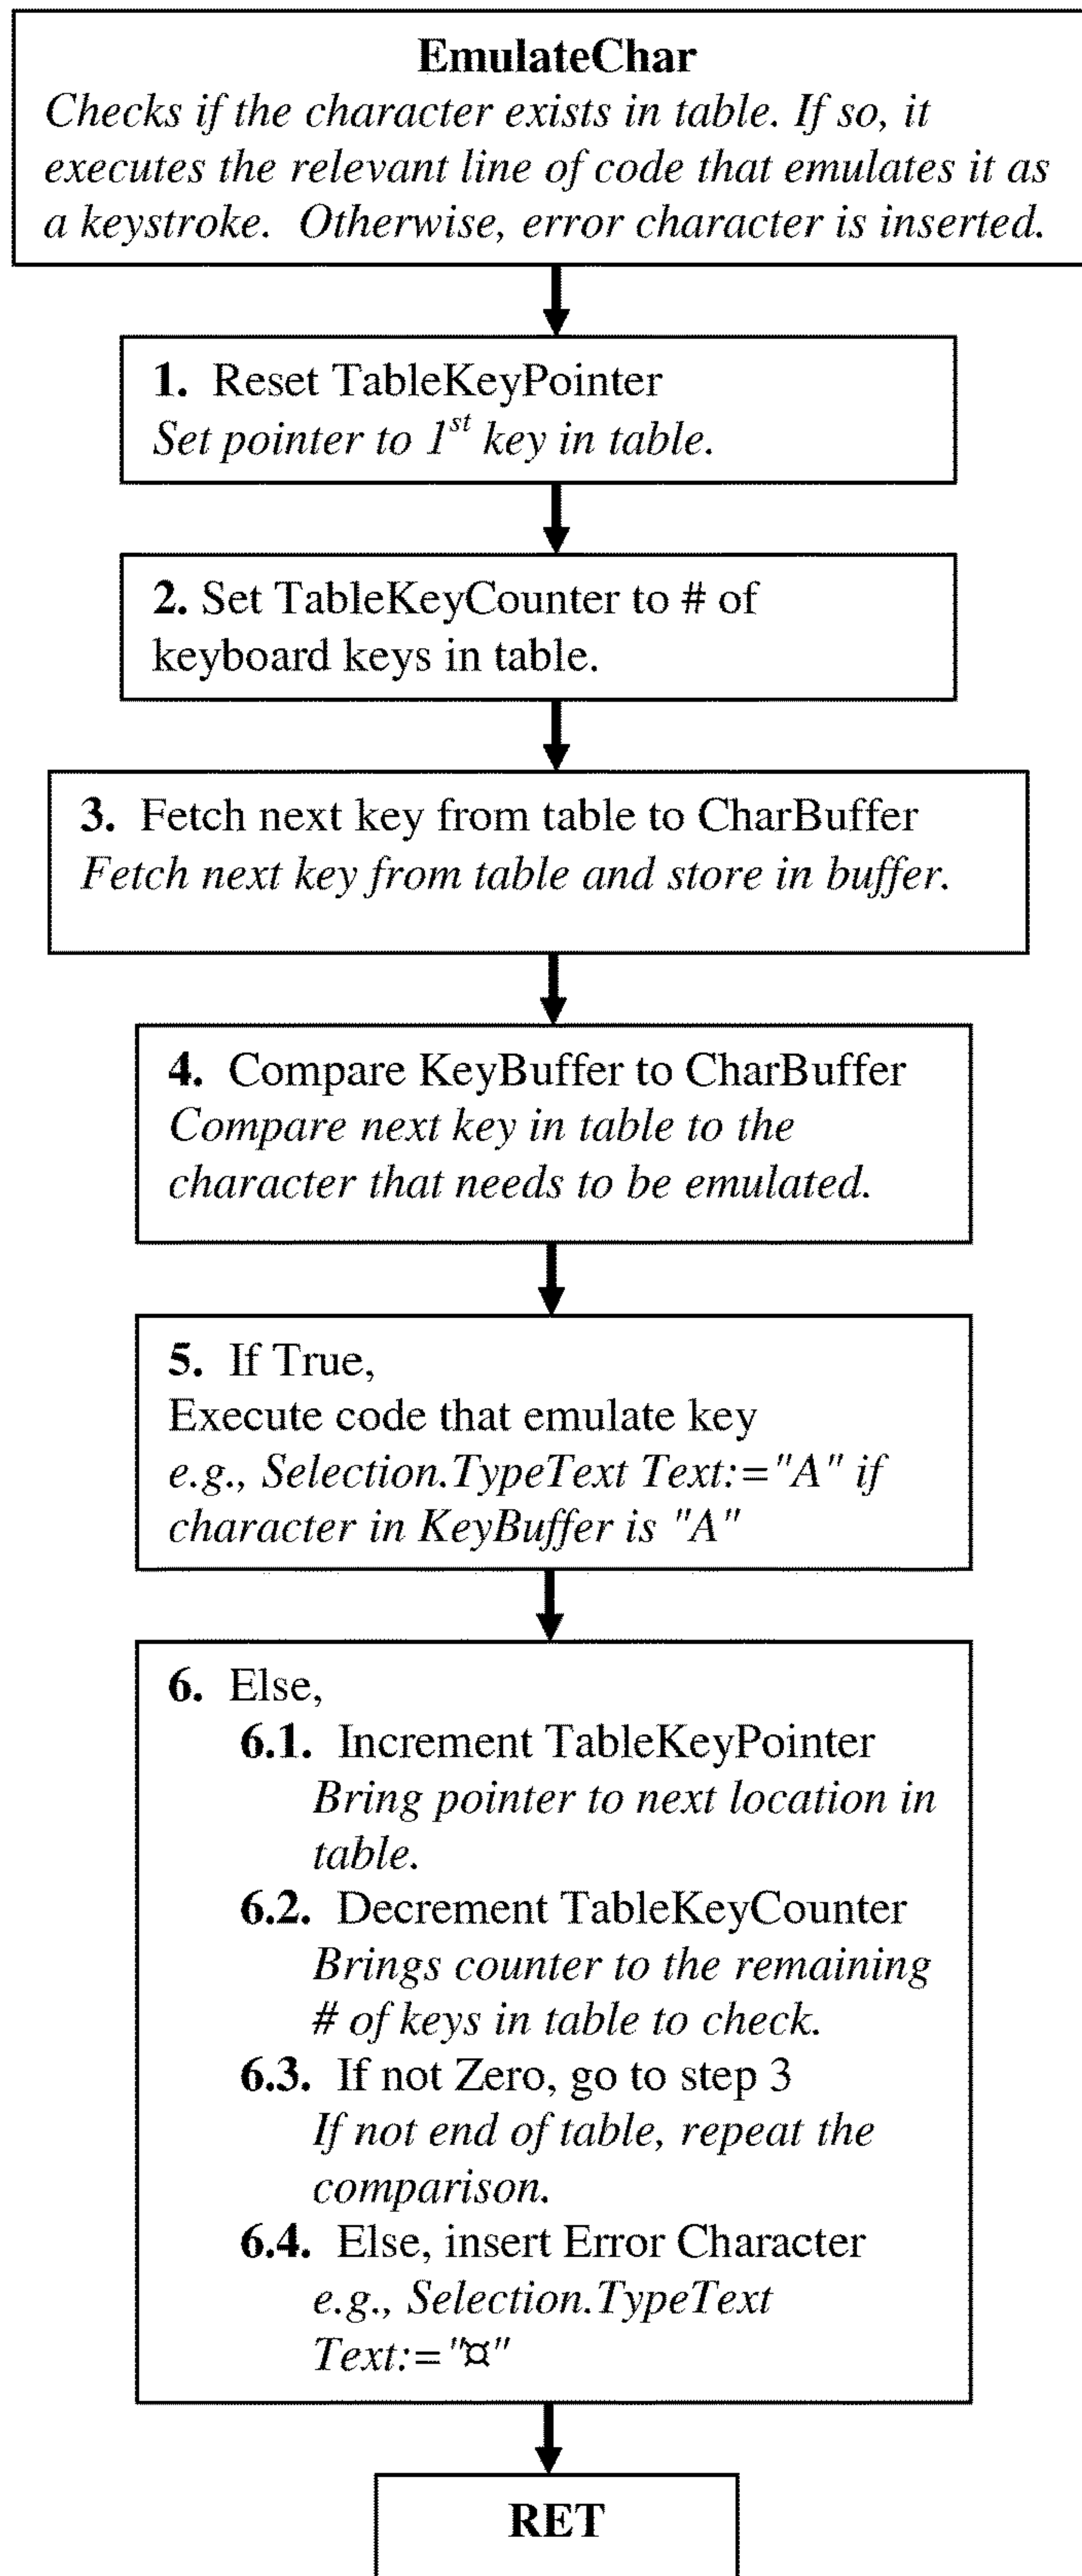 EmulateChar
Checks if the character exists in table. If so, it
executes the relevant line of code that emulates it as
a keystroke. Otherwise, error character is inserted.
1. Reset TableKeyPointer
Set pointer to 1st key in table.
2. Set TableKeyCounter to # of
keyboard keys in table.
3. Fetch next key from table to CharBuffer
Fetch next key from table and store in buffer.
4. Compare KeyBuffer to CharBuffer
Compare next key in table to the
character that needs to be emulated.
5. If True,
Execute code that emulate key
e.g., Selection.TypeText Text:="A" if
character in KeyBuffer is "A"
6. Else,
6.1. Increment TableKeyPointer
Bring pointer to next location in
table.
6.2. Decrement TableKeyCounter
Brings counter to the remaining
# of keys in table to check.
6.3. If not Zero, go to step 3
If not end of table, repeat the
comparison.
6.4. Else, insert Error Character
e.g., Selection.TypeText
Text:="¤"
RET